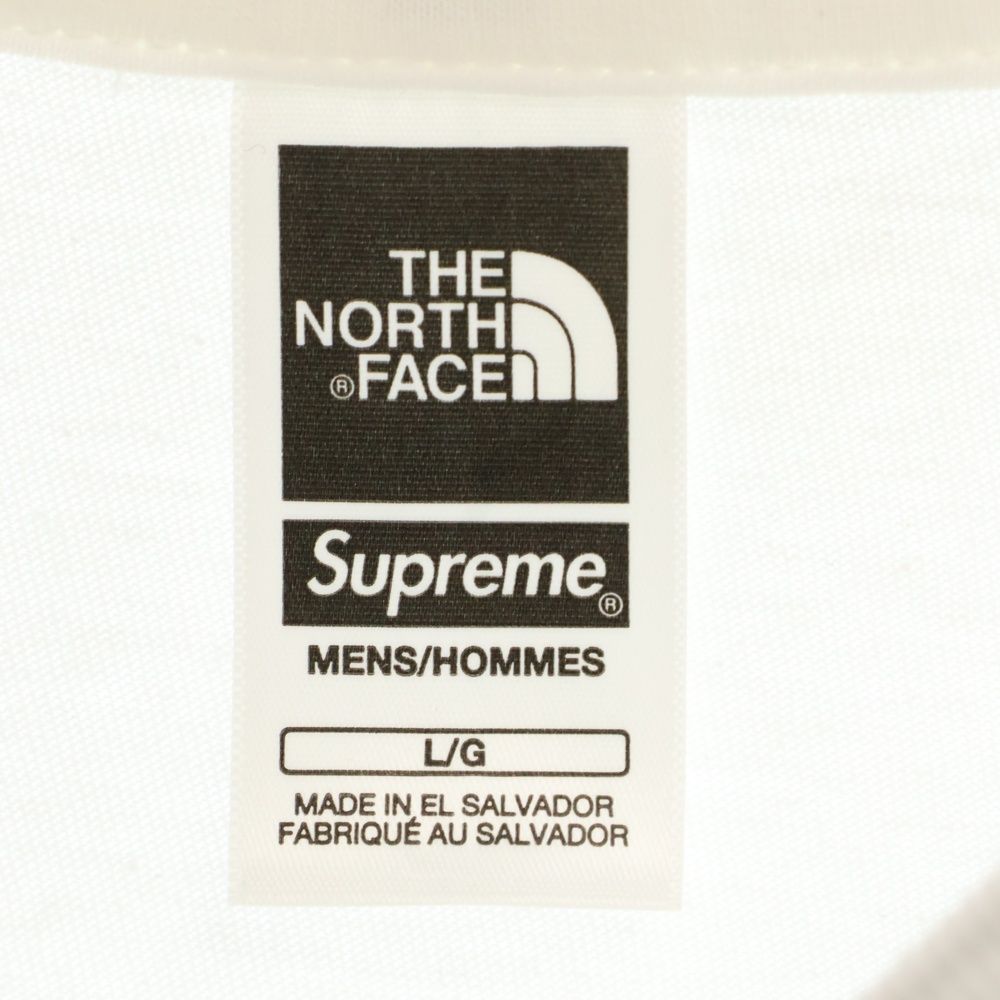 THE
NORTH
®FACE
Supreme®
MENS/HOMMES
L/G
MADE IN EL SALVADOR
FABRIQUÉ AU SALVADOR